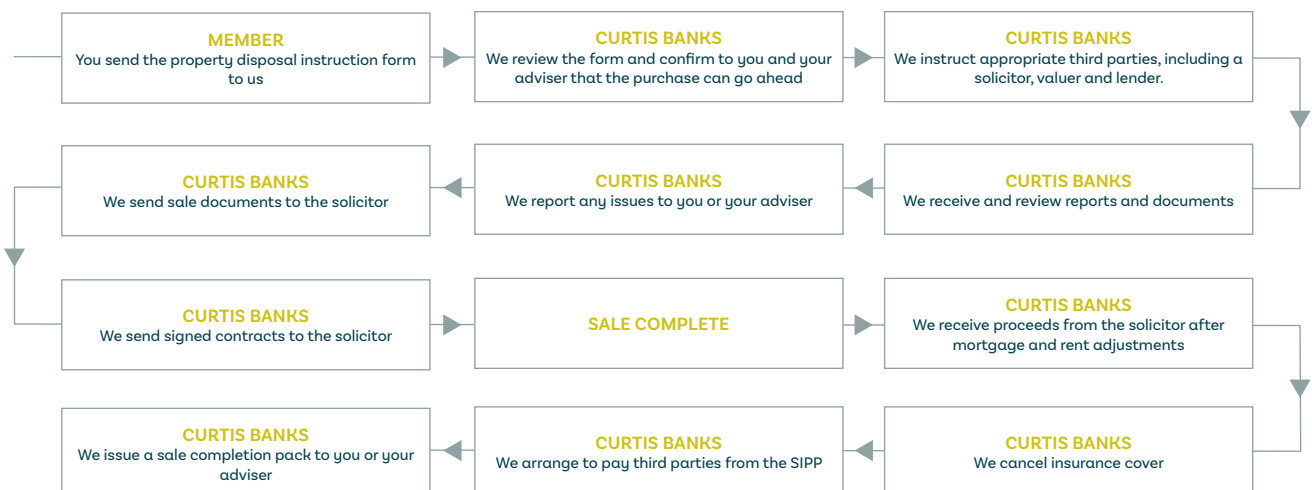 MEMBER
You send the property disposal instruction form
to us
CURTIS BANKS
We review the form and confirm to you and your
adviser that the purchase can go ahead
CURTIS BANKS
We instruct appropriate third parties, including a
solicitor, valuer and lender.
CURTIS BANKS
We receive and review reports and documents
CURTIS BANKS
We report any issues to you or your adviser
CURTIS BANKS
We send sale documents to the solicitor
CURTIS BANKS
We send signed contracts to the solicitor
SALE COMPLETE
CURTIS BANKS
We receive proceeds from the solicitor after
mortgage and rent adjustments
CURTIS BANKS
We cancel insurance cover
CURTIS BANKS
We arrange to pay third parties from the SIPP
CURTIS BANKS
We issue a sale completion pack to you or your
adviser